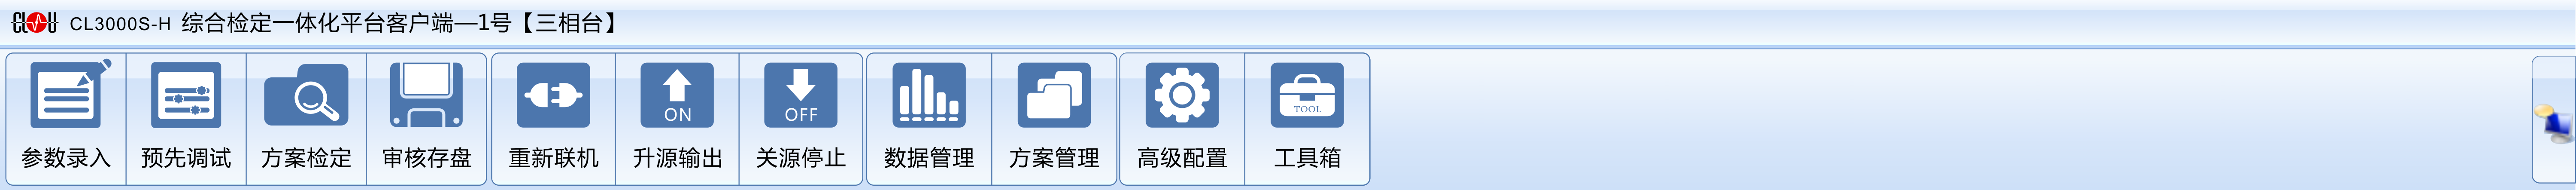 CLOU CL3000S-H 综合检定一体化平台客户端—1号【三相台】
ON OFF TOOL
参数录入 预先调试 方案检定 审核存盘 重新联机 升源输出 关源停止 数据管理 方案管理 高级配置 工具箱